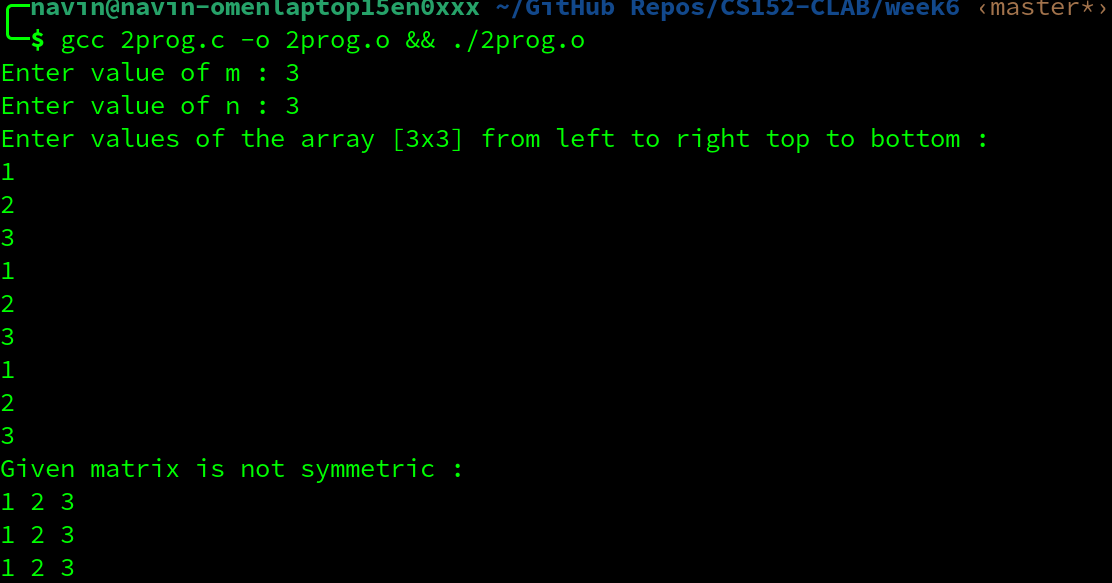 navin@navin-omenlaptop15en0xxx ~/GitHub Repos/CS152-CLAB/week6 ‹master*›
$ gcc 2prog.c -o 2prog.o && ./2prog.o
Enter value of m : 3
Enter value of n : 3
Enter values of the array [3x3] from left to right top to bottom :
1
2
3
1
2
3
1
2
3
Given matrix is not symmetric :
1 2 3
1 2 3
1 2 3